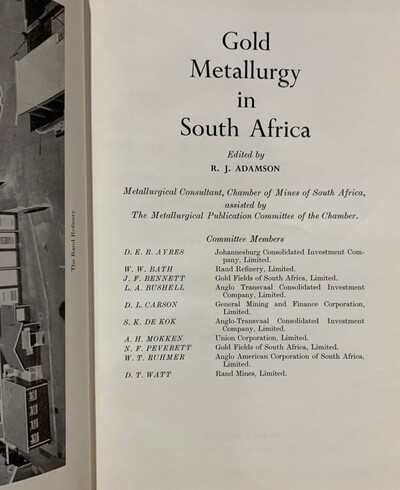 Gold
Metallurgy
in
South Africa
Edited by
R. J. ADAMSON
Metallurgical Consultant, Chamber of Mines of South Africa,
assisted by
The Metallurgical Publication Committee of the Chamber.
Committee Members
D. E. R. AYRES Johannesburg Consolidated Investment Com-
pany, Limited.
W. W. BATH Rand Refinery, Limited.
J. F. BENNETT Gold Fields of South Africa, Limited.
L. A. BUSHELL Anglo Transvaal Consolidated Investment
Company, Limited.
D. L. CARSON General Mining and Finance Corporation,
Limited.
S. K. DE KOK Anglo-Transvaal Consolidated Investment
Company, Limited.
A. H. MOKKEN Union Corporation, Limited.
N. F. PEVERETT Gold Fields of South Africa, Limited.
W. T. RUHMER Anglo American Corporation of South Africa,
Limited.
D. T. WATT Rand Mines, Limited.
The Rand Refinery